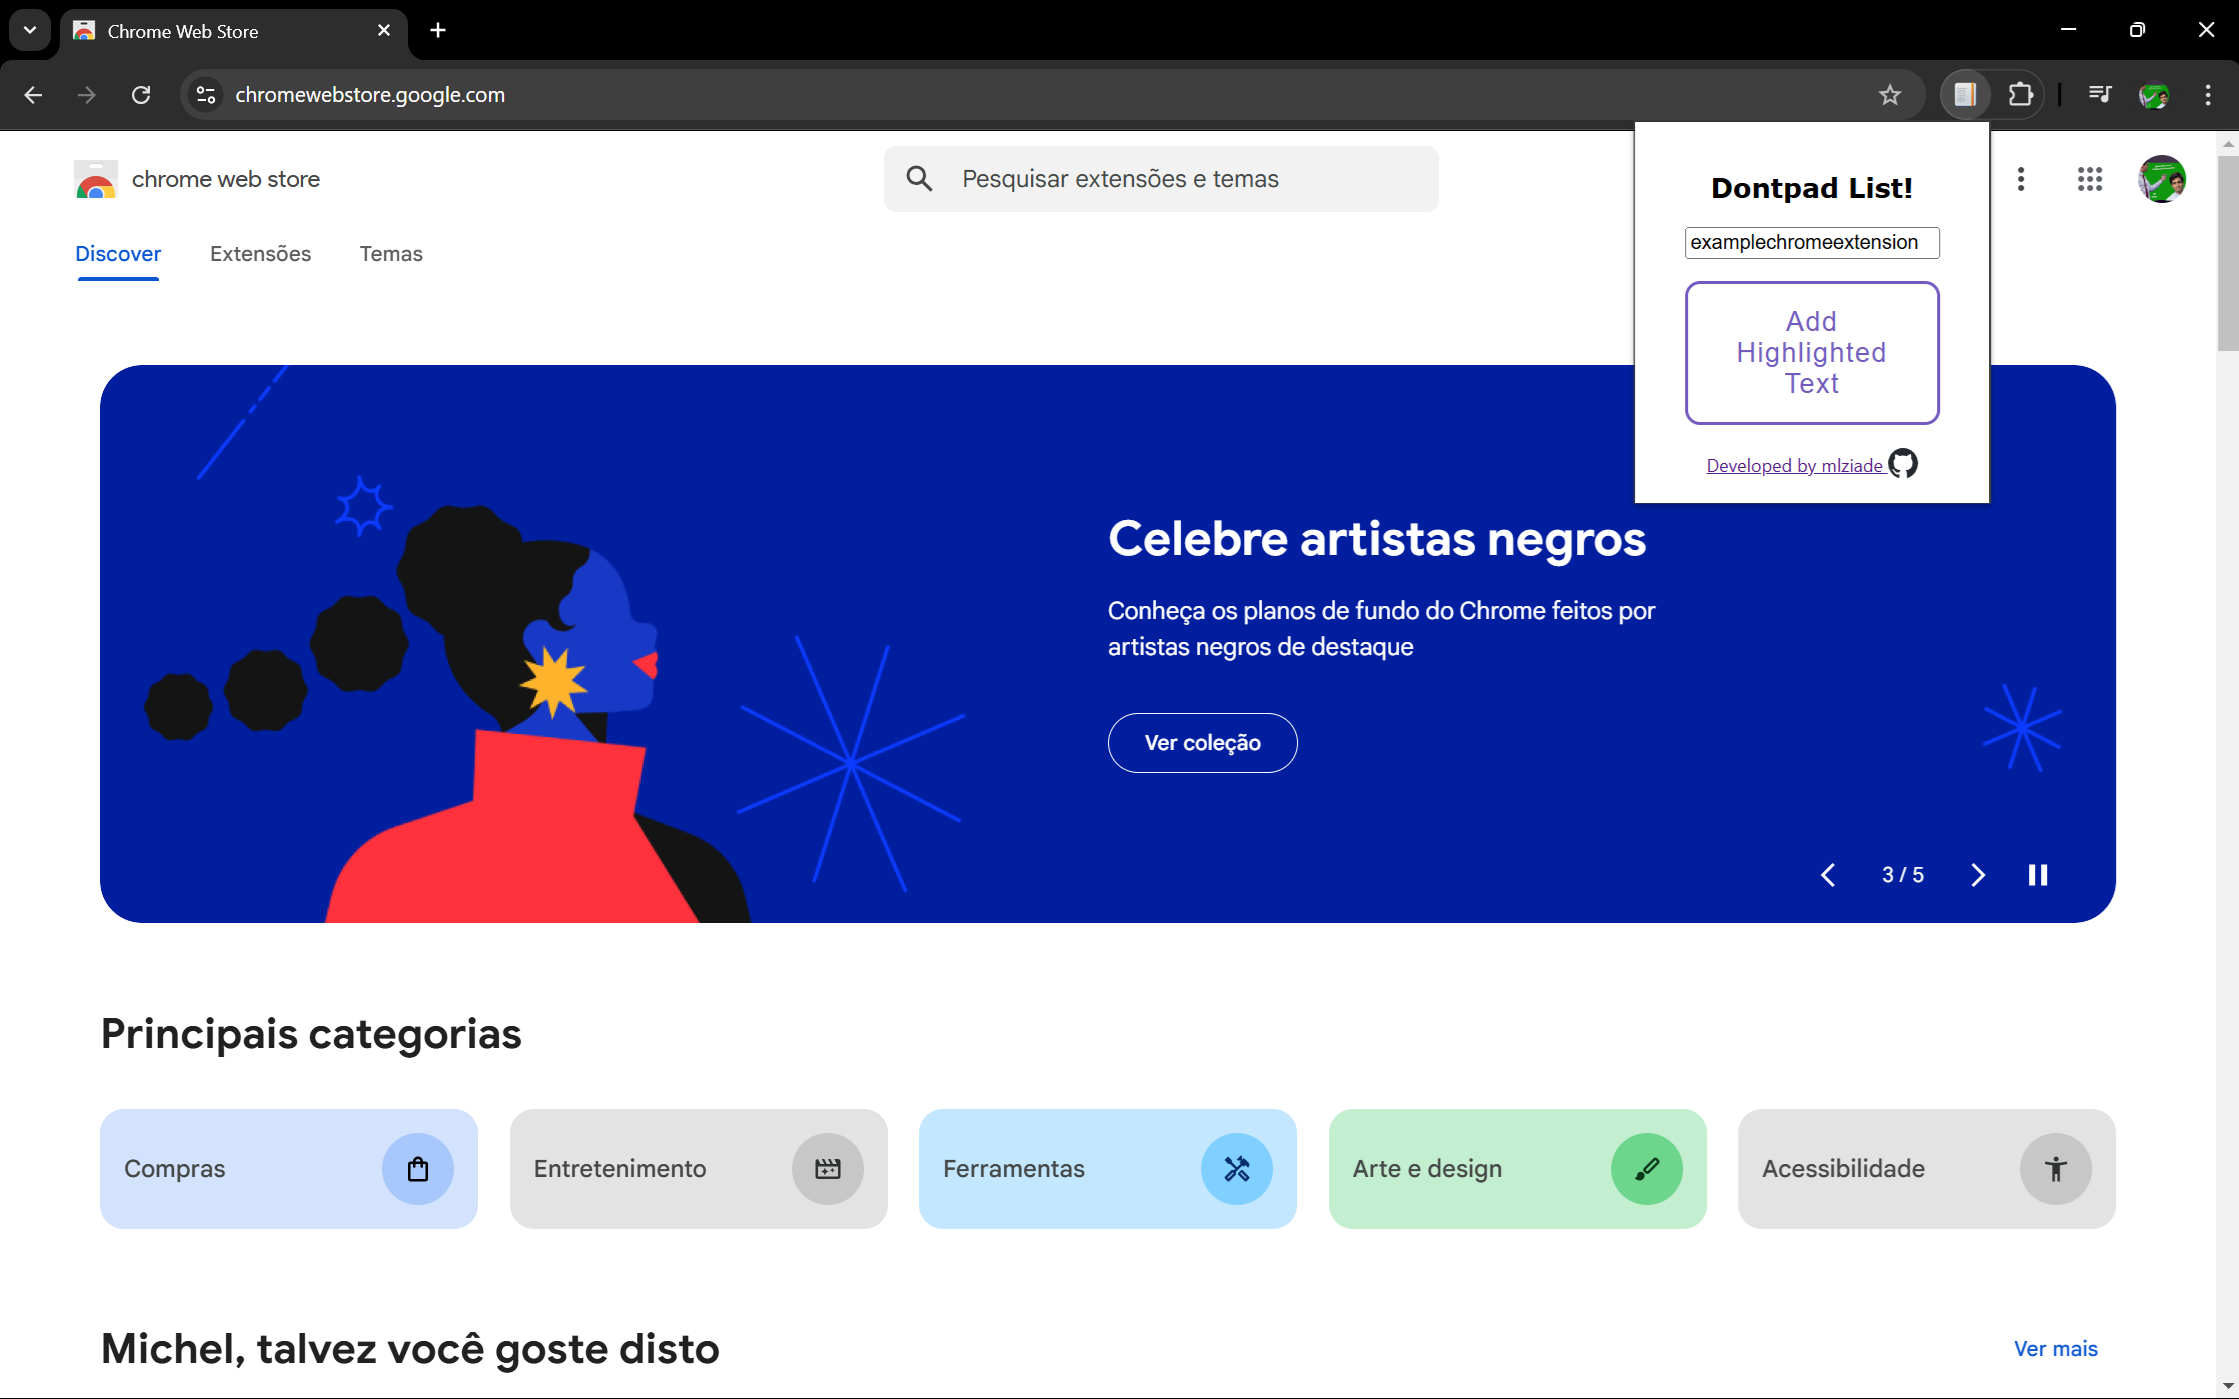 Chrome Web Store
chromewebstore.google.com
chrome web store
Pesquisar extensões e temas
Discover
Extensões
Temas
Dontpad List!
examplechromeextension
Add
Highlighted
Text
Developed by mlziade
Celebre artistas negros
Conheça os planos de fundo do Chrome feitos por
artistas negros de destaque
Ver coleção
3 / 5
Principais categorias
Compras
Entretenimento
Ferramentas
Arte e design
Acessibilidade
Michel, talvez você goste disto
Ver mais